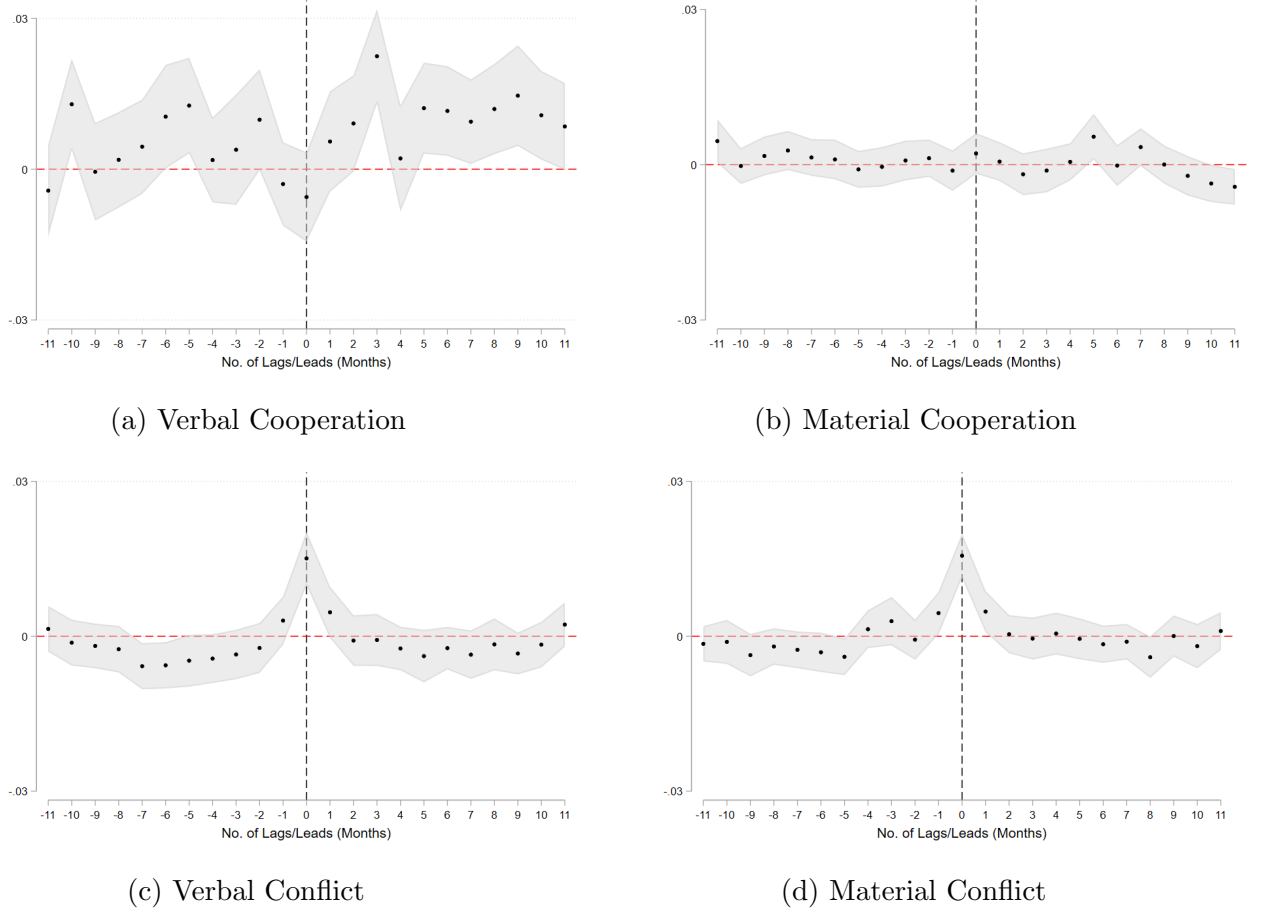 .03
0
-.03
-11 -10 -9 -8 -7 -6 -5 -4 -3 -2 -1 0 1 2 3 4 5 6 7 8 9 10 11
No. of Lags/Leads (Months)
(a) Verbal Cooperation
.03
0
-.03
-11 -10 -9 -8 -7 -6 -5 -4 -3 -2 -1 0 1 2 3 4 5 6 7 8 9 10 11
No. of Lags/Leads (Months)
(b) Material Cooperation
.03
0
-.03
-11 -10 -9 -8 -7 -6 -5 -4 -3 -2 -1 0 1 2 3 4 5 6 7 8 9 10 11
No. of Lags/Leads (Months)
(c) Verbal Conflict
.03
0
-.03
-11 -10 -9 -8 -7 -6 -5 -4 -3 -2 -1 0 1 2 3 4 5 6 7 8 9 10 11
No. of Lags/Leads (Months)
(d) Material Conflict